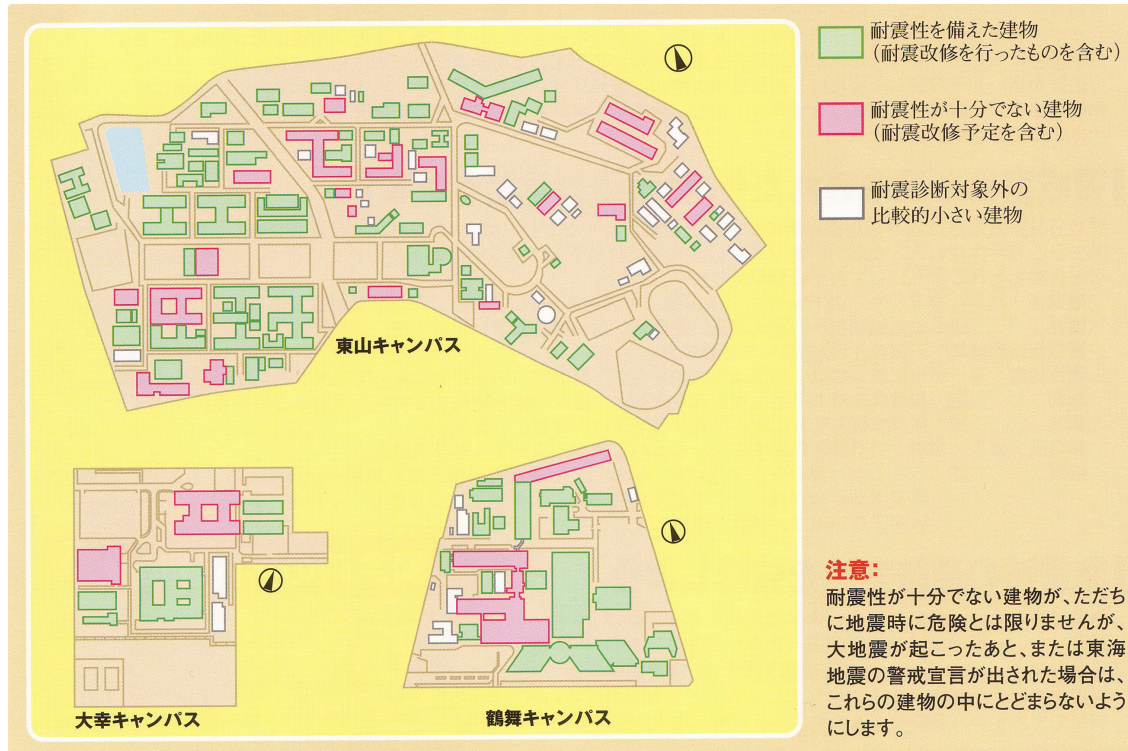 耐震性を備えた建物
(耐震改修を行ったものを含む)
耐震性が十分でない建物
(耐震改修予定を含む)
耐震診断対象外の
比較的小さい建物
東山キャンパス
大幸キャンパス
鶴舞キャンパス
注意:
耐震性が十分でない建物が、ただち
に地震時に危険とは限りませんが、
大地震が起こったあと、または東海
地震の警戒宣言が出された場合は、
これらの建物の中にとどまらないよう
にします。